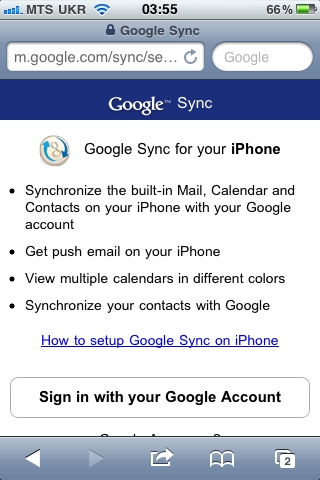 MTS UKR 03:55 66%
Google Sync
m.google.com/sync/se... Google
Google™ Sync
Google Sync for your iPhone
Synchronize the built-in Mail, Calendar and
Contacts on your iPhone with your Google
account
Get push email on your iPhone
View multiple calendars in different colors
Synchronize your contacts with Google
How to setup Google Sync on iPhone
Sign in with your Google Account
2